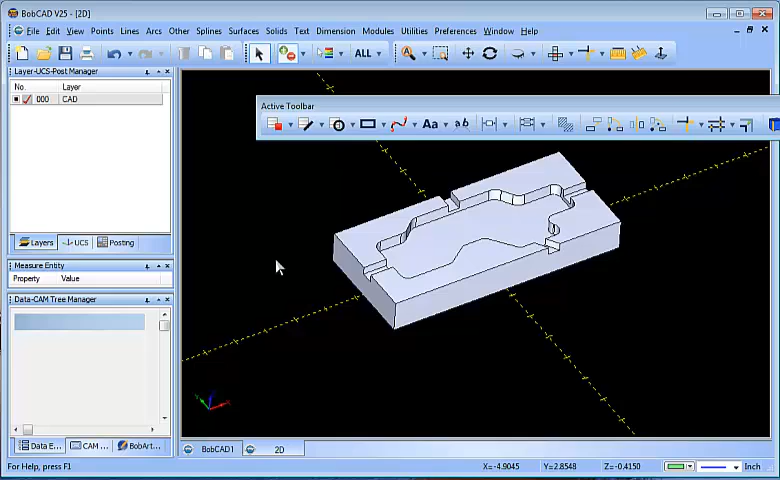 BobCAD V25 - [2D]
File Edit View Points Lines Arcs Other Splines Surfaces Solids Text Dimension Modules Utilities Preferences Window Help
ALL
Layer-UCS-Post Manager
No. Layer
000 CAD
Active Toolbar
Aa ab
Layers UCS Posting
Measure Entity
Property Value
Data-CAM Tree Manager
Data E... CAM ... BobArt...
BobCAD1 2D
For Help, press F1 X=-4.9045 Y=2.8548 Z=-0.4150 Inch